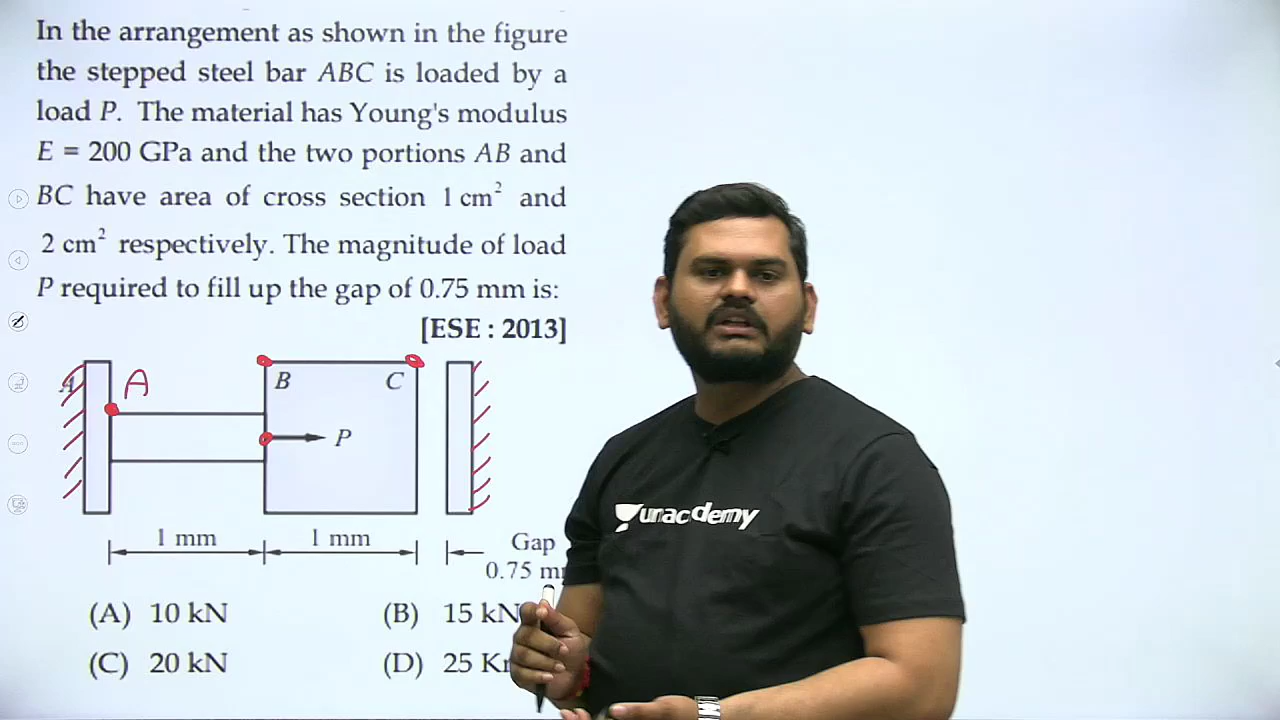 In the arrangement as shown in the figure
the stepped steel bar ABC is loaded by a
load P. The material has Young's modulus
E = 200 GPa and the two portions AB and
BC have area of cross section 1 cm² and
2 cm² respectively. The magnitude of load
P required to fill up the gap of 0.75 mm is:
[ESE : 2013]
A A B C
P
1 mm 1 mm Gap
0.75
(A) 10 kN (B) 15 kN
(C) 20 kN (D) 25
unacademy